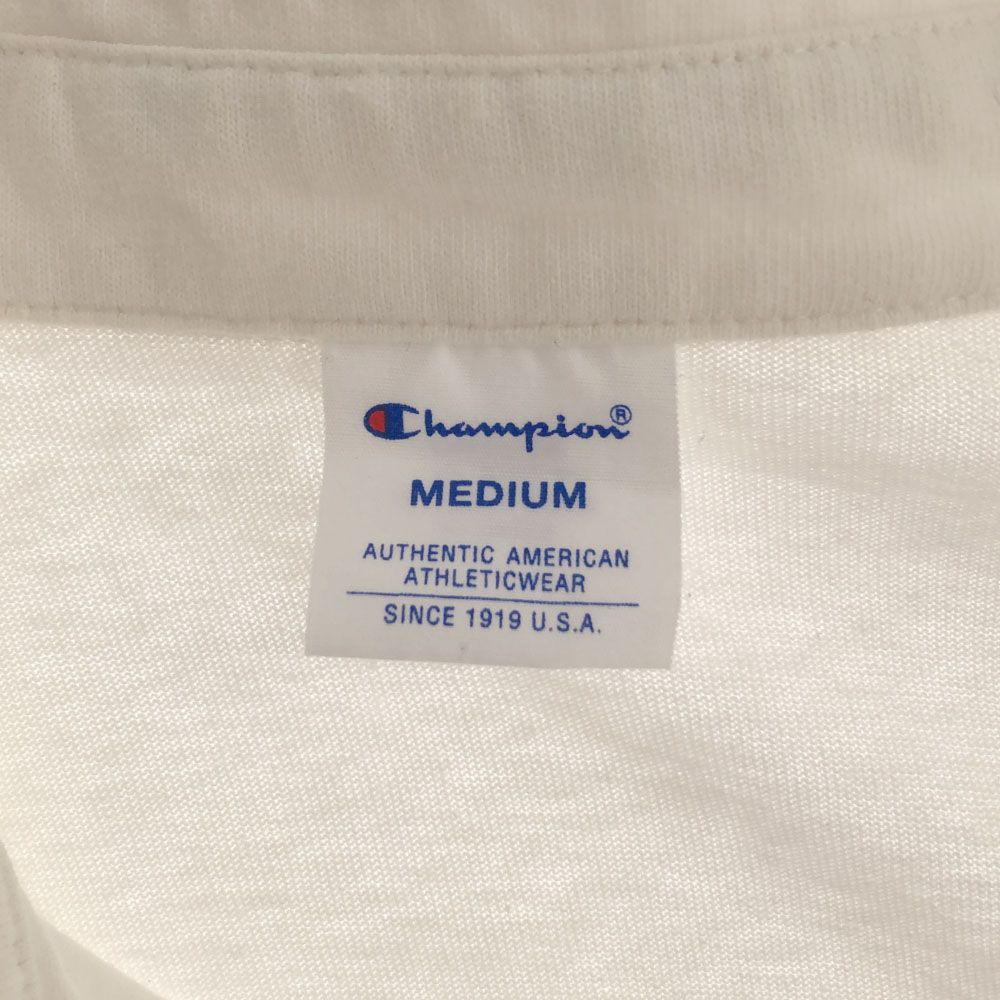 Champion®
MEDIUM
AUTHENTIC AMERICAN
ATHLETICWEAR
SINCE 1919 U.S.A.